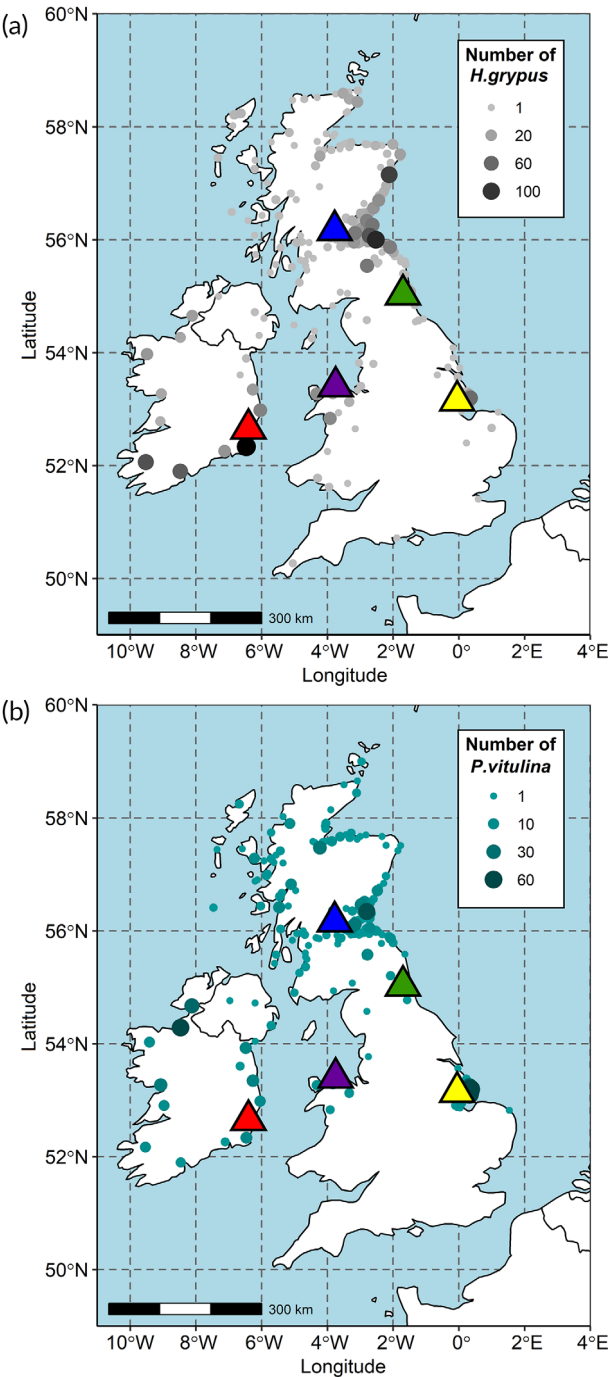 (a)
60°N
58°N
56°N
54°N
52°N
50°N
Latitude
Number of
H.grypus
1
20
60
100
300 km
10°W 8°W 6°W 4°W 2°W 0° 2°E 4°E
Longitude
(b)
60°N
58°N
56°N
54°N
52°N
50°N
Latitude
Number of
P.vitulina
1
10
30
60
300 km
10°W 8°W 6°W 4°W 2°W 0° 2°E 4°E
Longitude